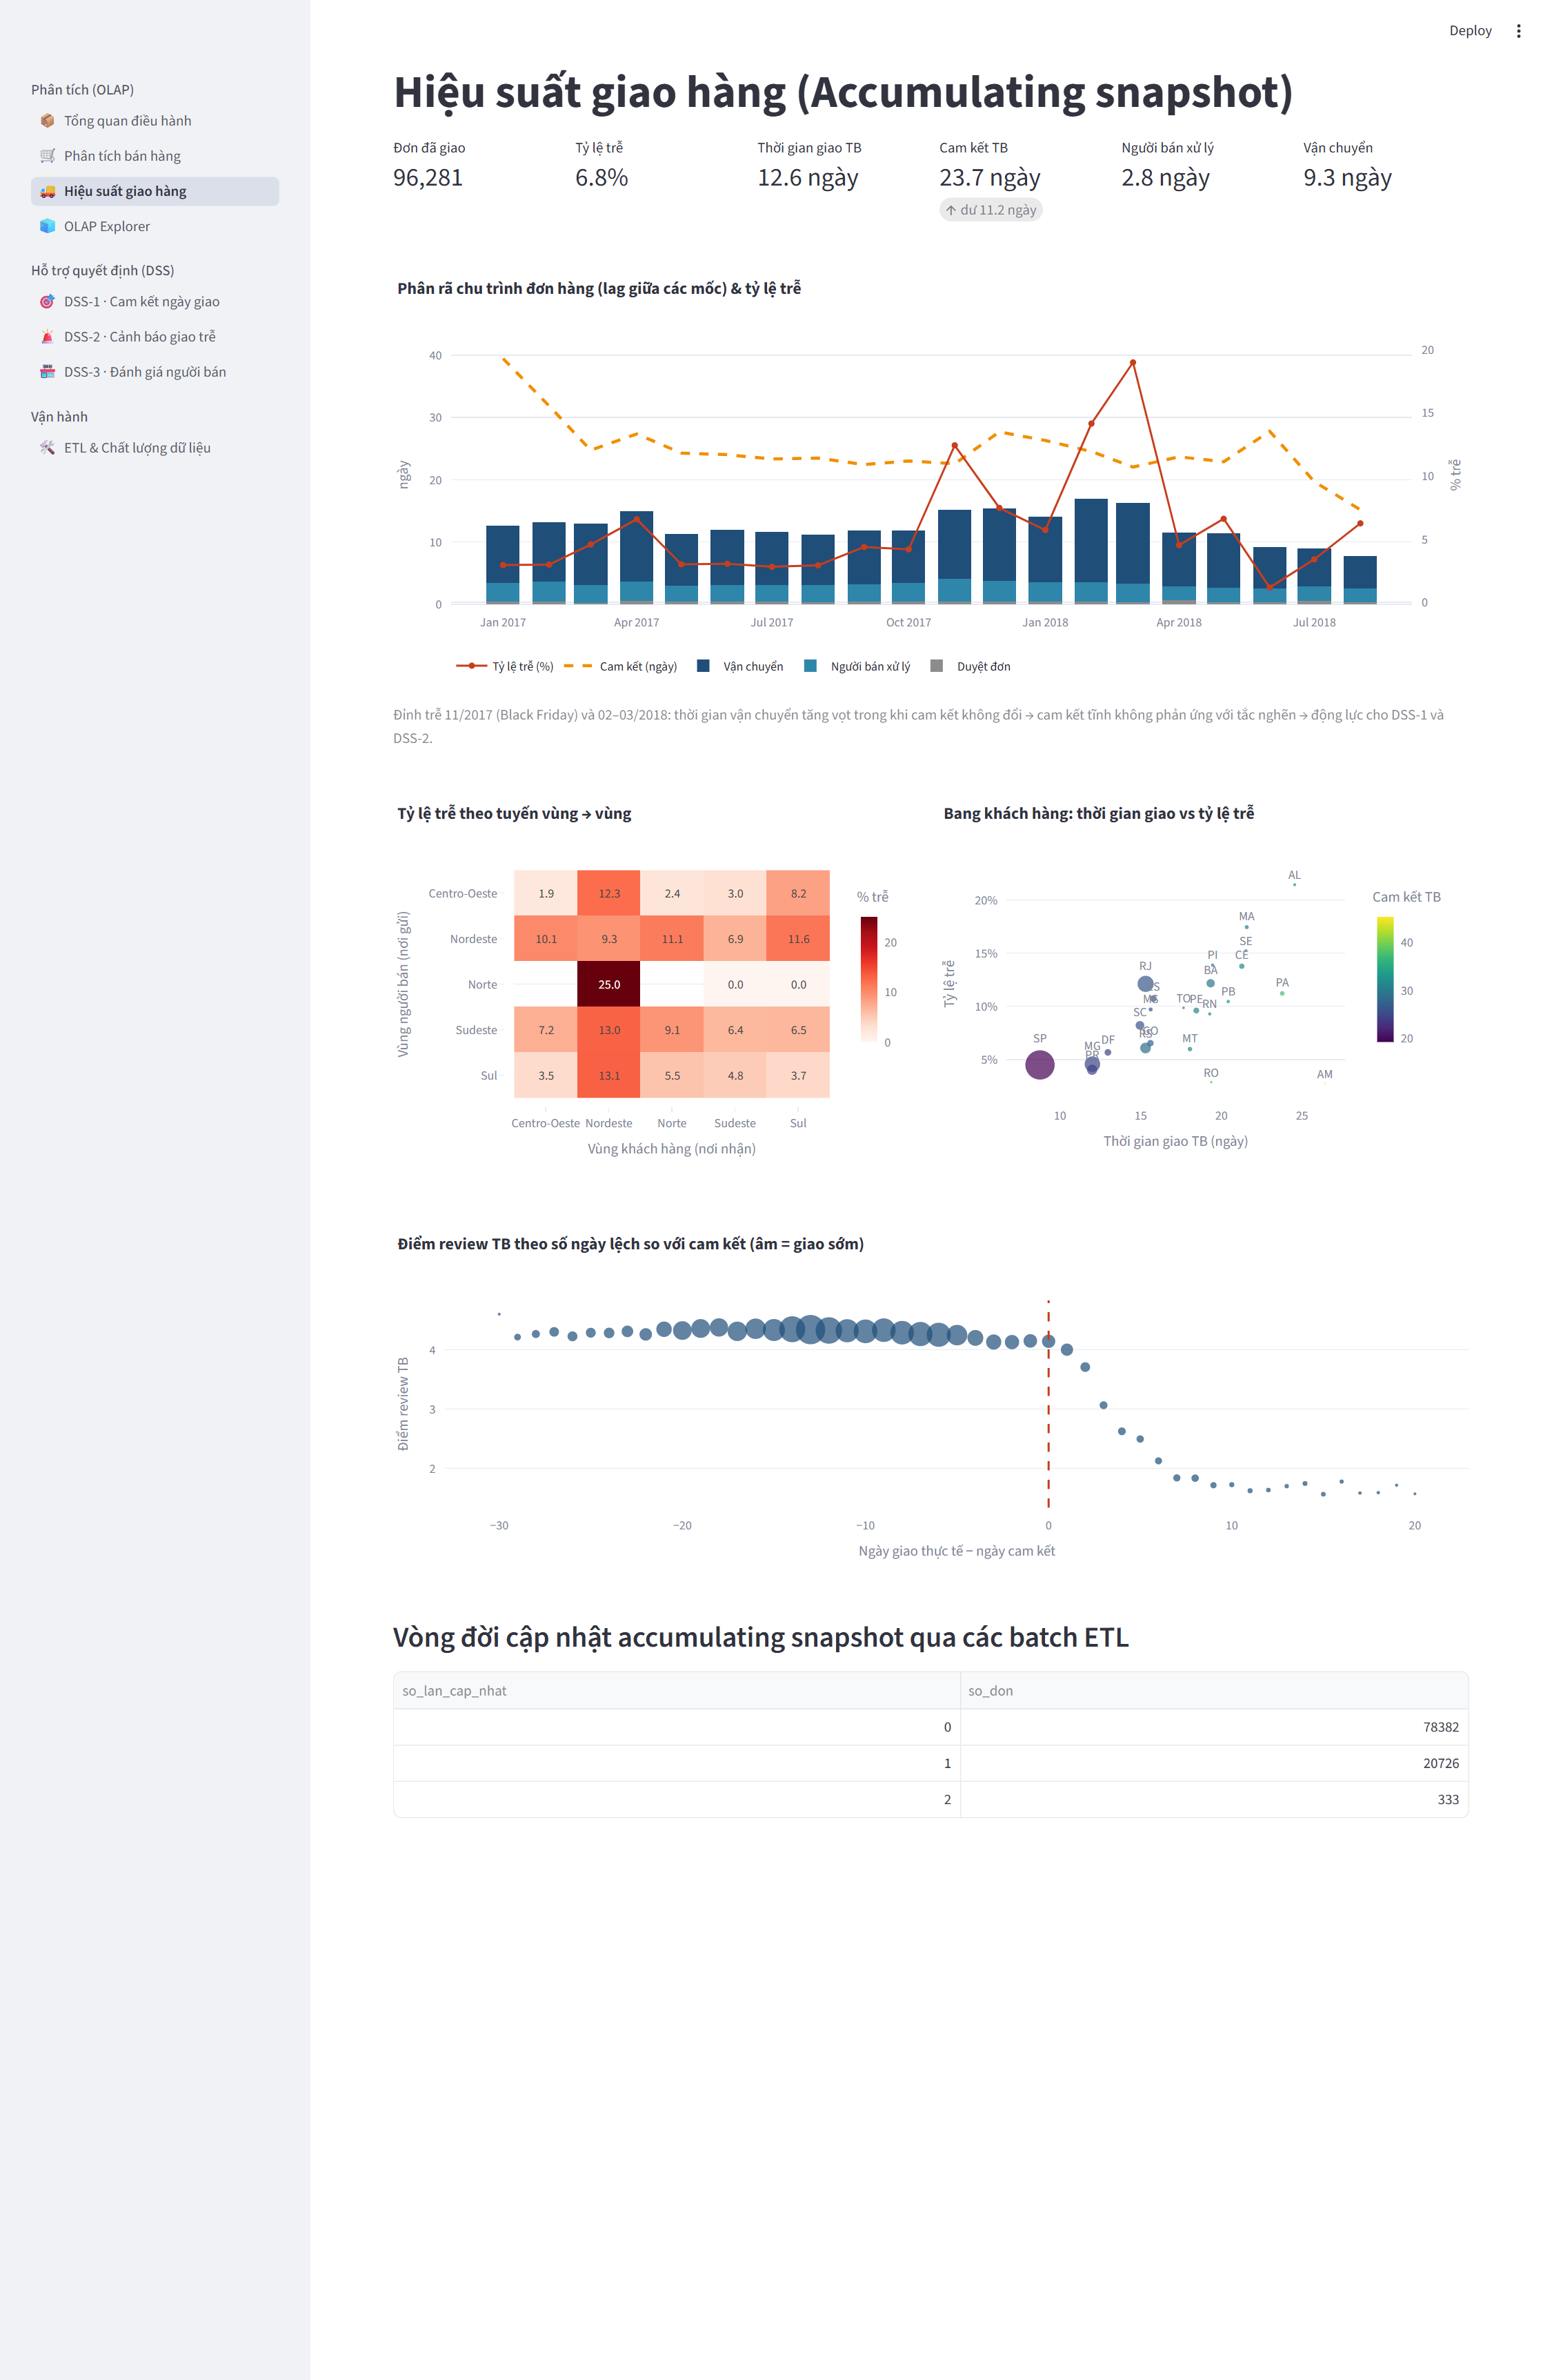 Deploy
Phân tích (OLAP)
Tổng quan điều hành
Phân tích bán hàng
Hiệu suất giao hàng
OLAP Explorer
Hỗ trợ quyết định (DSS)
DSS-1 · Cam kết ngày giao
DSS-2 · Cảnh báo giao trễ
DSS-3 · Đánh giá người bán
Vận hành
ETL & Chất lượng dữ liệu
Hiệu suất giao hàng (Accumulating snapshot)
Đơn đã giao
96,281
Tỷ lệ trễ
6.8%
Thời gian giao TB
12.6 ngày
Cam kết TB
23.7 ngày
↑ dư 11.2 ngày
Người bán xử lý
2.8 ngày
Vận chuyển
9.3 ngày
Phân rã chu trình đơn hàng (lag giữa các mốc) & tỷ lệ trễ
ngày
40
30
20
10
0
20
15
10
5
0
% trễ
Jan 2017 Apr 2017 Jul 2017 Oct 2017 Jan 2018 Apr 2018 Jul 2018
Tỷ lệ trễ (%) Cam kết (ngày) Vận chuyển Người bán xử lý Duyệt đơn
Đỉnh trễ 11/2017 (Black Friday) và 02–03/2018: thời gian vận chuyển tăng vọt trong khi cam kết không đổi → cam kết tĩnh không phản ứng với tắc nghẽn → động lực cho DSS-1 và
DSS-2.
Tỷ lệ trễ theo tuyến vùng → vùng
Vùng người bán (nơi gửi)
Centro-Oeste 1.9 12.3 2.4 3.0 8.2
Nordeste 10.1 9.3 11.1 6.9 11.6
Norte 25.0 0.0 0.0
Sudeste 7.2 13.0 9.1 6.4 6.5
Sul 3.5 13.1 5.5 4.8 3.7
Centro-Oeste Nordeste Norte Sudeste Sul
Vùng khách hàng (nơi nhận)
% trễ
20
10
0
Bang khách hàng: thời gian giao vs tỷ lệ trễ
Tỷ lệ trễ
20%
15%
10%
5%
AL
MA
SE
PI CE
BA
RJ
PA
PB
TO PE RN
SC
SP
MT
DF
MG
PR
RO
AM
10 15 20 25
Thời gian giao TB (ngày)
Cam kết TB
40
30
20
Điểm review TB theo số ngày lệch so với cam kết (âm = giao sớm)
Điểm review TB
4
3
2
−30 −20 −10 0 10 20
Ngày giao thực tế − ngày cam kết
Vòng đời cập nhật accumulating snapshot qua các batch ETL
so_lan_cap_nhat so_don
0 78382
1 20726
2 333